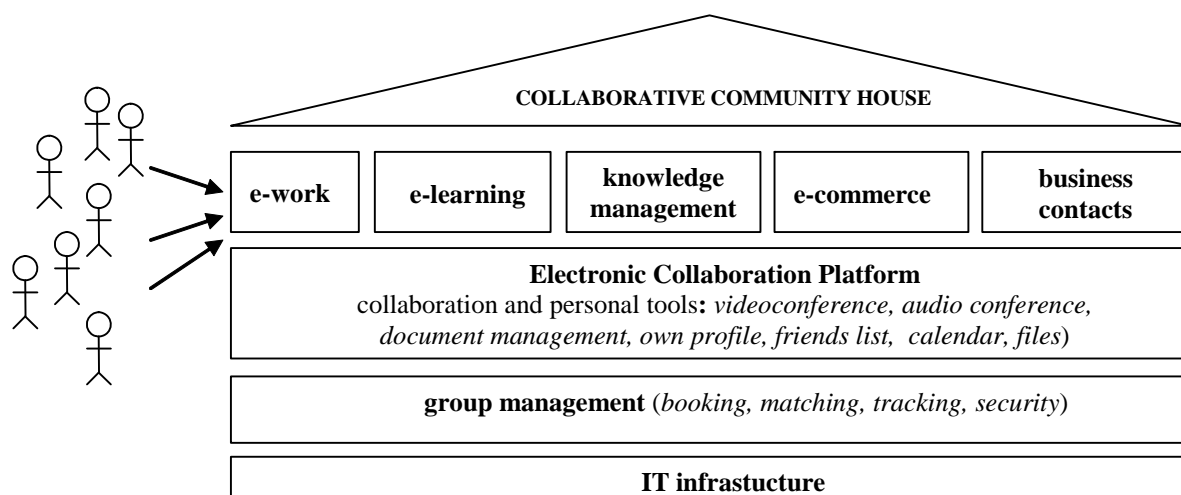 COLLABORATIVE COMMUNITY HOUSE
e-work
e-learning
knowledge
management
e-commerce
business
contacts
Electronic Collaboration Platform
collaboration and personal tools: videoconference, audio conference,
document management, own profile, friends list, calendar, files)
group management (booking, matching, tracking, security)
IT infrastucture